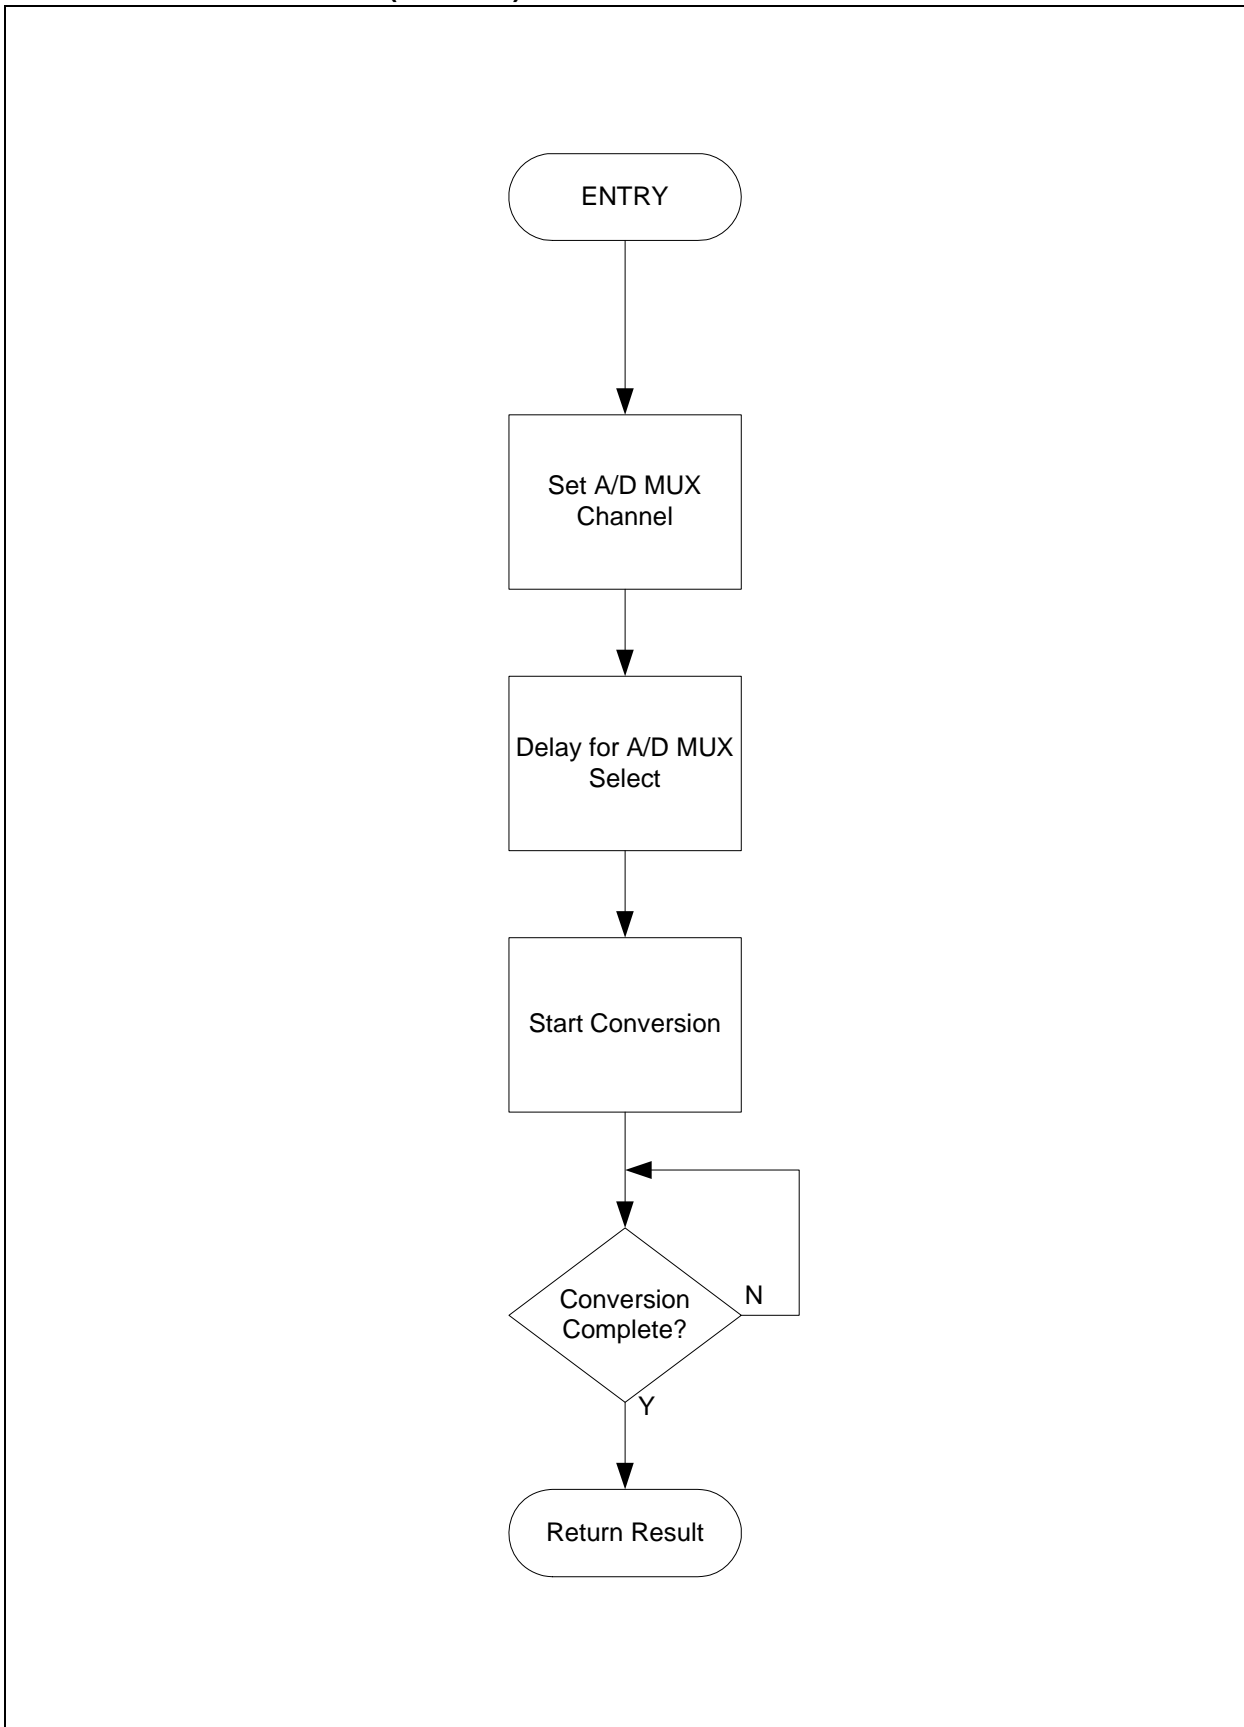 ENTRY
Set A/D MUX
Channel
Delay for A/D MUX
Select
Start Conversion
Conversion
Complete?
N
Y
Return Result